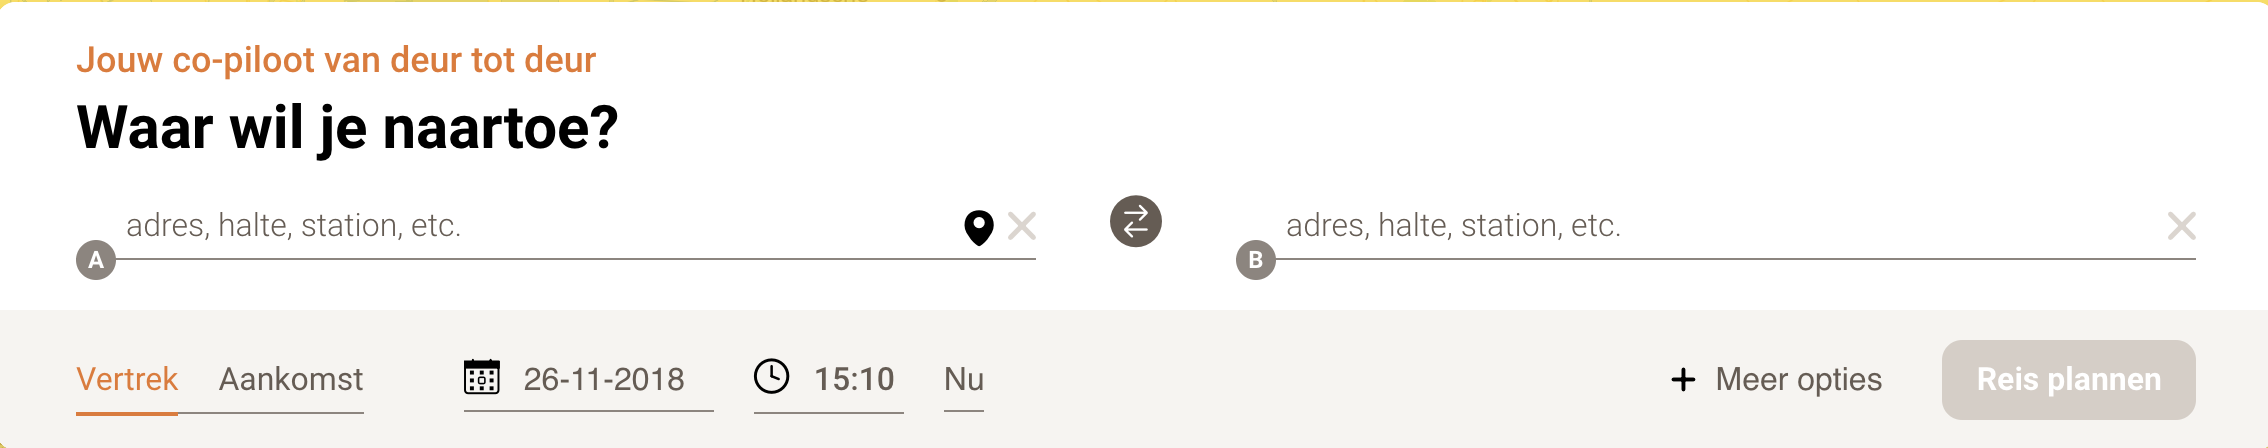 Jouw co-piloot van deur tot deur
Waar wil je naartoe?
A adres, halte, station, etc.
B adres, halte, station, etc.
Vertrek Aankomst 26-11-2018 15:10 Nu + Meer opties Reis plannen